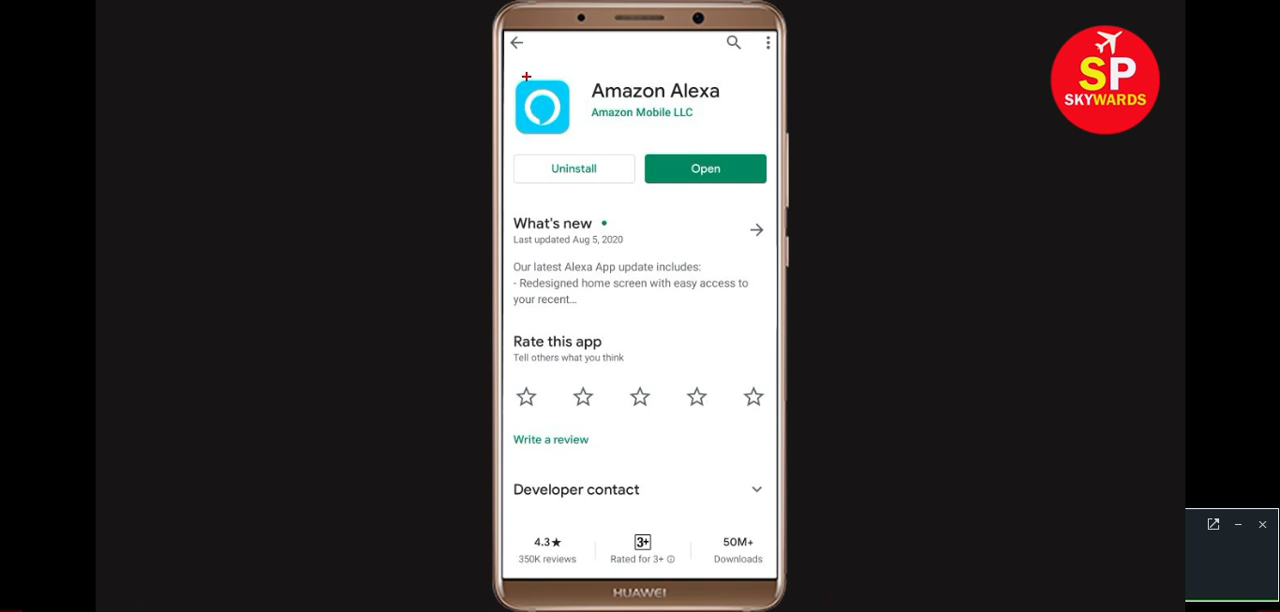 SP
SKYWARDS
Amazon Alexa
Amazon Mobile LLC
Uninstall
Open
What's new
Last updated Aug 5, 2020
Our latest Alexa App update includes:
- Redesigned home screen with easy access to
your recent...
Rate this app
Tell others what you think
Write a review
Developer contact
4.3★
3+
50M+
350K reviews
Rated for 3+
Downloads
HUAWEI